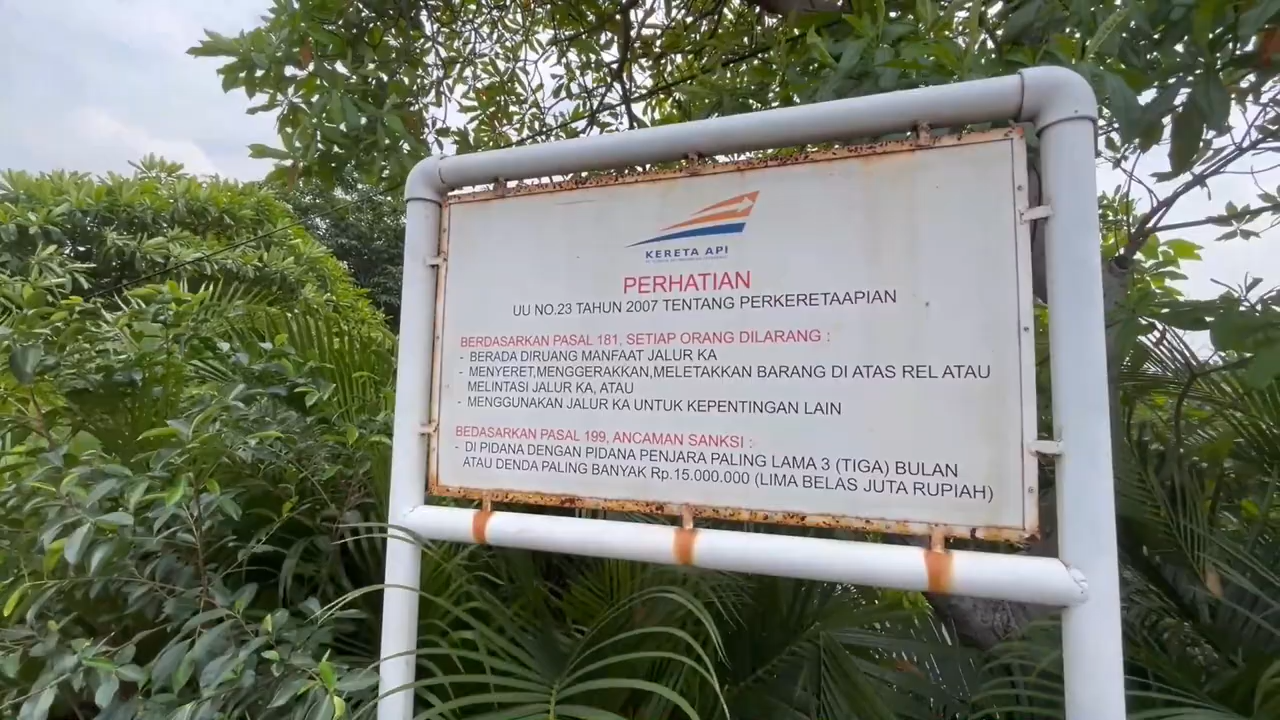 KERETA API
PERHATIAN
UU NO.23 TAHUN 2007 TENTANG PERKERETAAPIAN
BERDASARKAN PASAL 181, SETIAP ORANG DILARANG :
- BERADA DIRUANG MANFAAT JALUR KA
- MENYERET,MENGGERAKKAN,MELETAKKAN BARANG DI ATAS REL ATAU
MELINTASI JALUR KA, ATAU
- MENGGUNAKAN JALUR KA UNTUK KEPENTINGAN LAIN
BEDASARKAN PASAL 199, ANCAMAN SANKSI :
- DI PIDANA DENGAN PIDANA PENJARA PALING LAMA 3 (TIGA) BULAN
ATAU DENDA PALING BANYAK Rp.15.000.000 (LIMA BELAS JUTA RUPIAH)